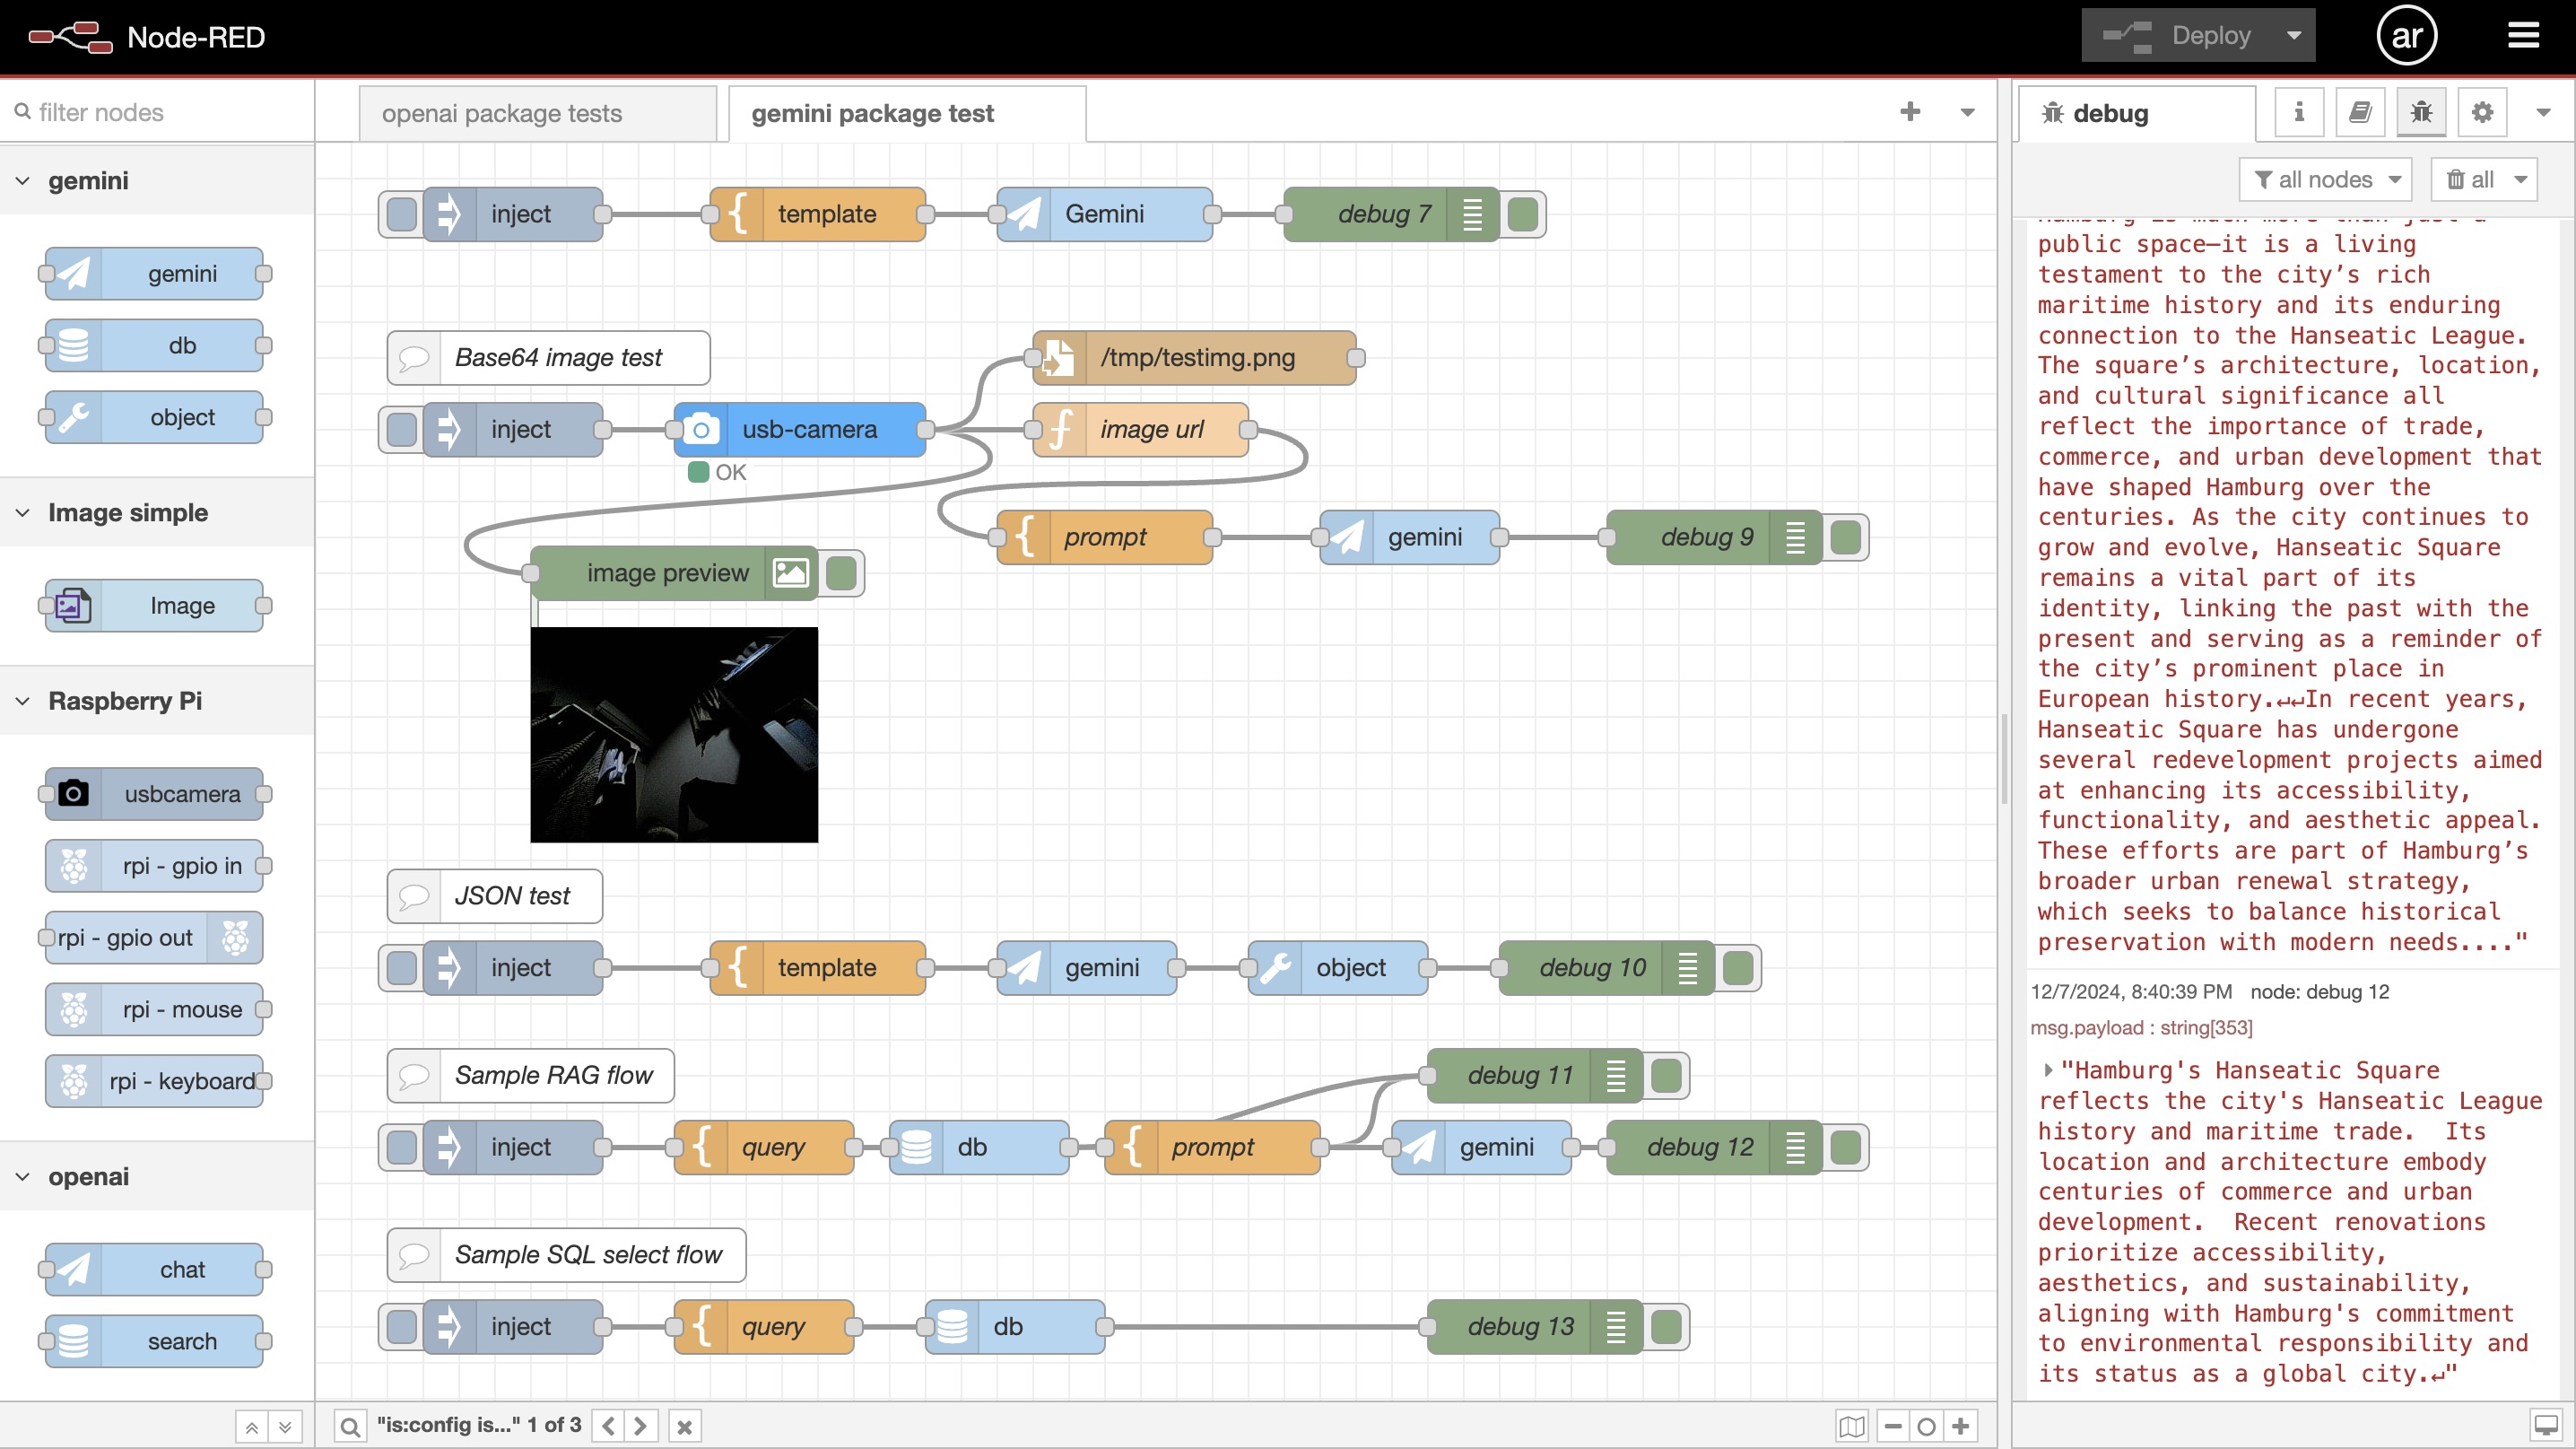 Node-RED
Deploy
ar
filter nodes
openai package tests
gemini package test
debug
i
all nodes
all
gemini
gemini
db
object
Image simple
Image
Raspberry Pi
usbcamera
rpi - gpio in
rpi - gpio out
rpi - mouse
rpi - keyboard
openai
chat
search
inject
template
Gemini
debug 7
Base64 image test
/tmp/testimg.png
inject
usb-camera
image url
OK
prompt
gemini
debug 9
image preview
JSON test
inject
template
gemini
object
debug 10
Sample RAG flow
debug 11
inject
query
db
prompt
gemini
debug 12
Sample SQL select flow
inject
query
db
debug 13
"is:config is..." 1 of 3
Hamburg is much more than just a
public space—it is a living
testament to the city’s rich
maritime history and its enduring
connection to the Hanseatic League.
The square’s architecture, location,
and cultural significance all
reflect the importance of trade,
commerce, and urban development that
have shaped Hamburg over the
centuries. As the city continues to
grow and evolve, Hanseatic Square
remains a vital part of its
identity, linking the past with the
present and serving as a reminder of
the city’s prominent place in
European history.↵↵In recent years,
Hanseatic Square has undergone
several redevelopment projects aimed
at enhancing its accessibility,
functionality, and aesthetic appeal.
These efforts are part of Hamburg’s
broader urban renewal strategy,
which seeks to balance historical
preservation with modern needs...."
12/7/2024, 8:40:39 PM node: debug 12
msg.payload : string[353]
"Hamburg's Hanseatic Square
reflects the city's Hanseatic League
history and maritime trade.  Its
location and architecture embody
centuries of commerce and urban
development.  Recent renovations
prioritize accessibility,
aesthetics, and sustainability,
aligning with Hamburg's commitment
to environmental responsibility and
its status as a global city.↵"